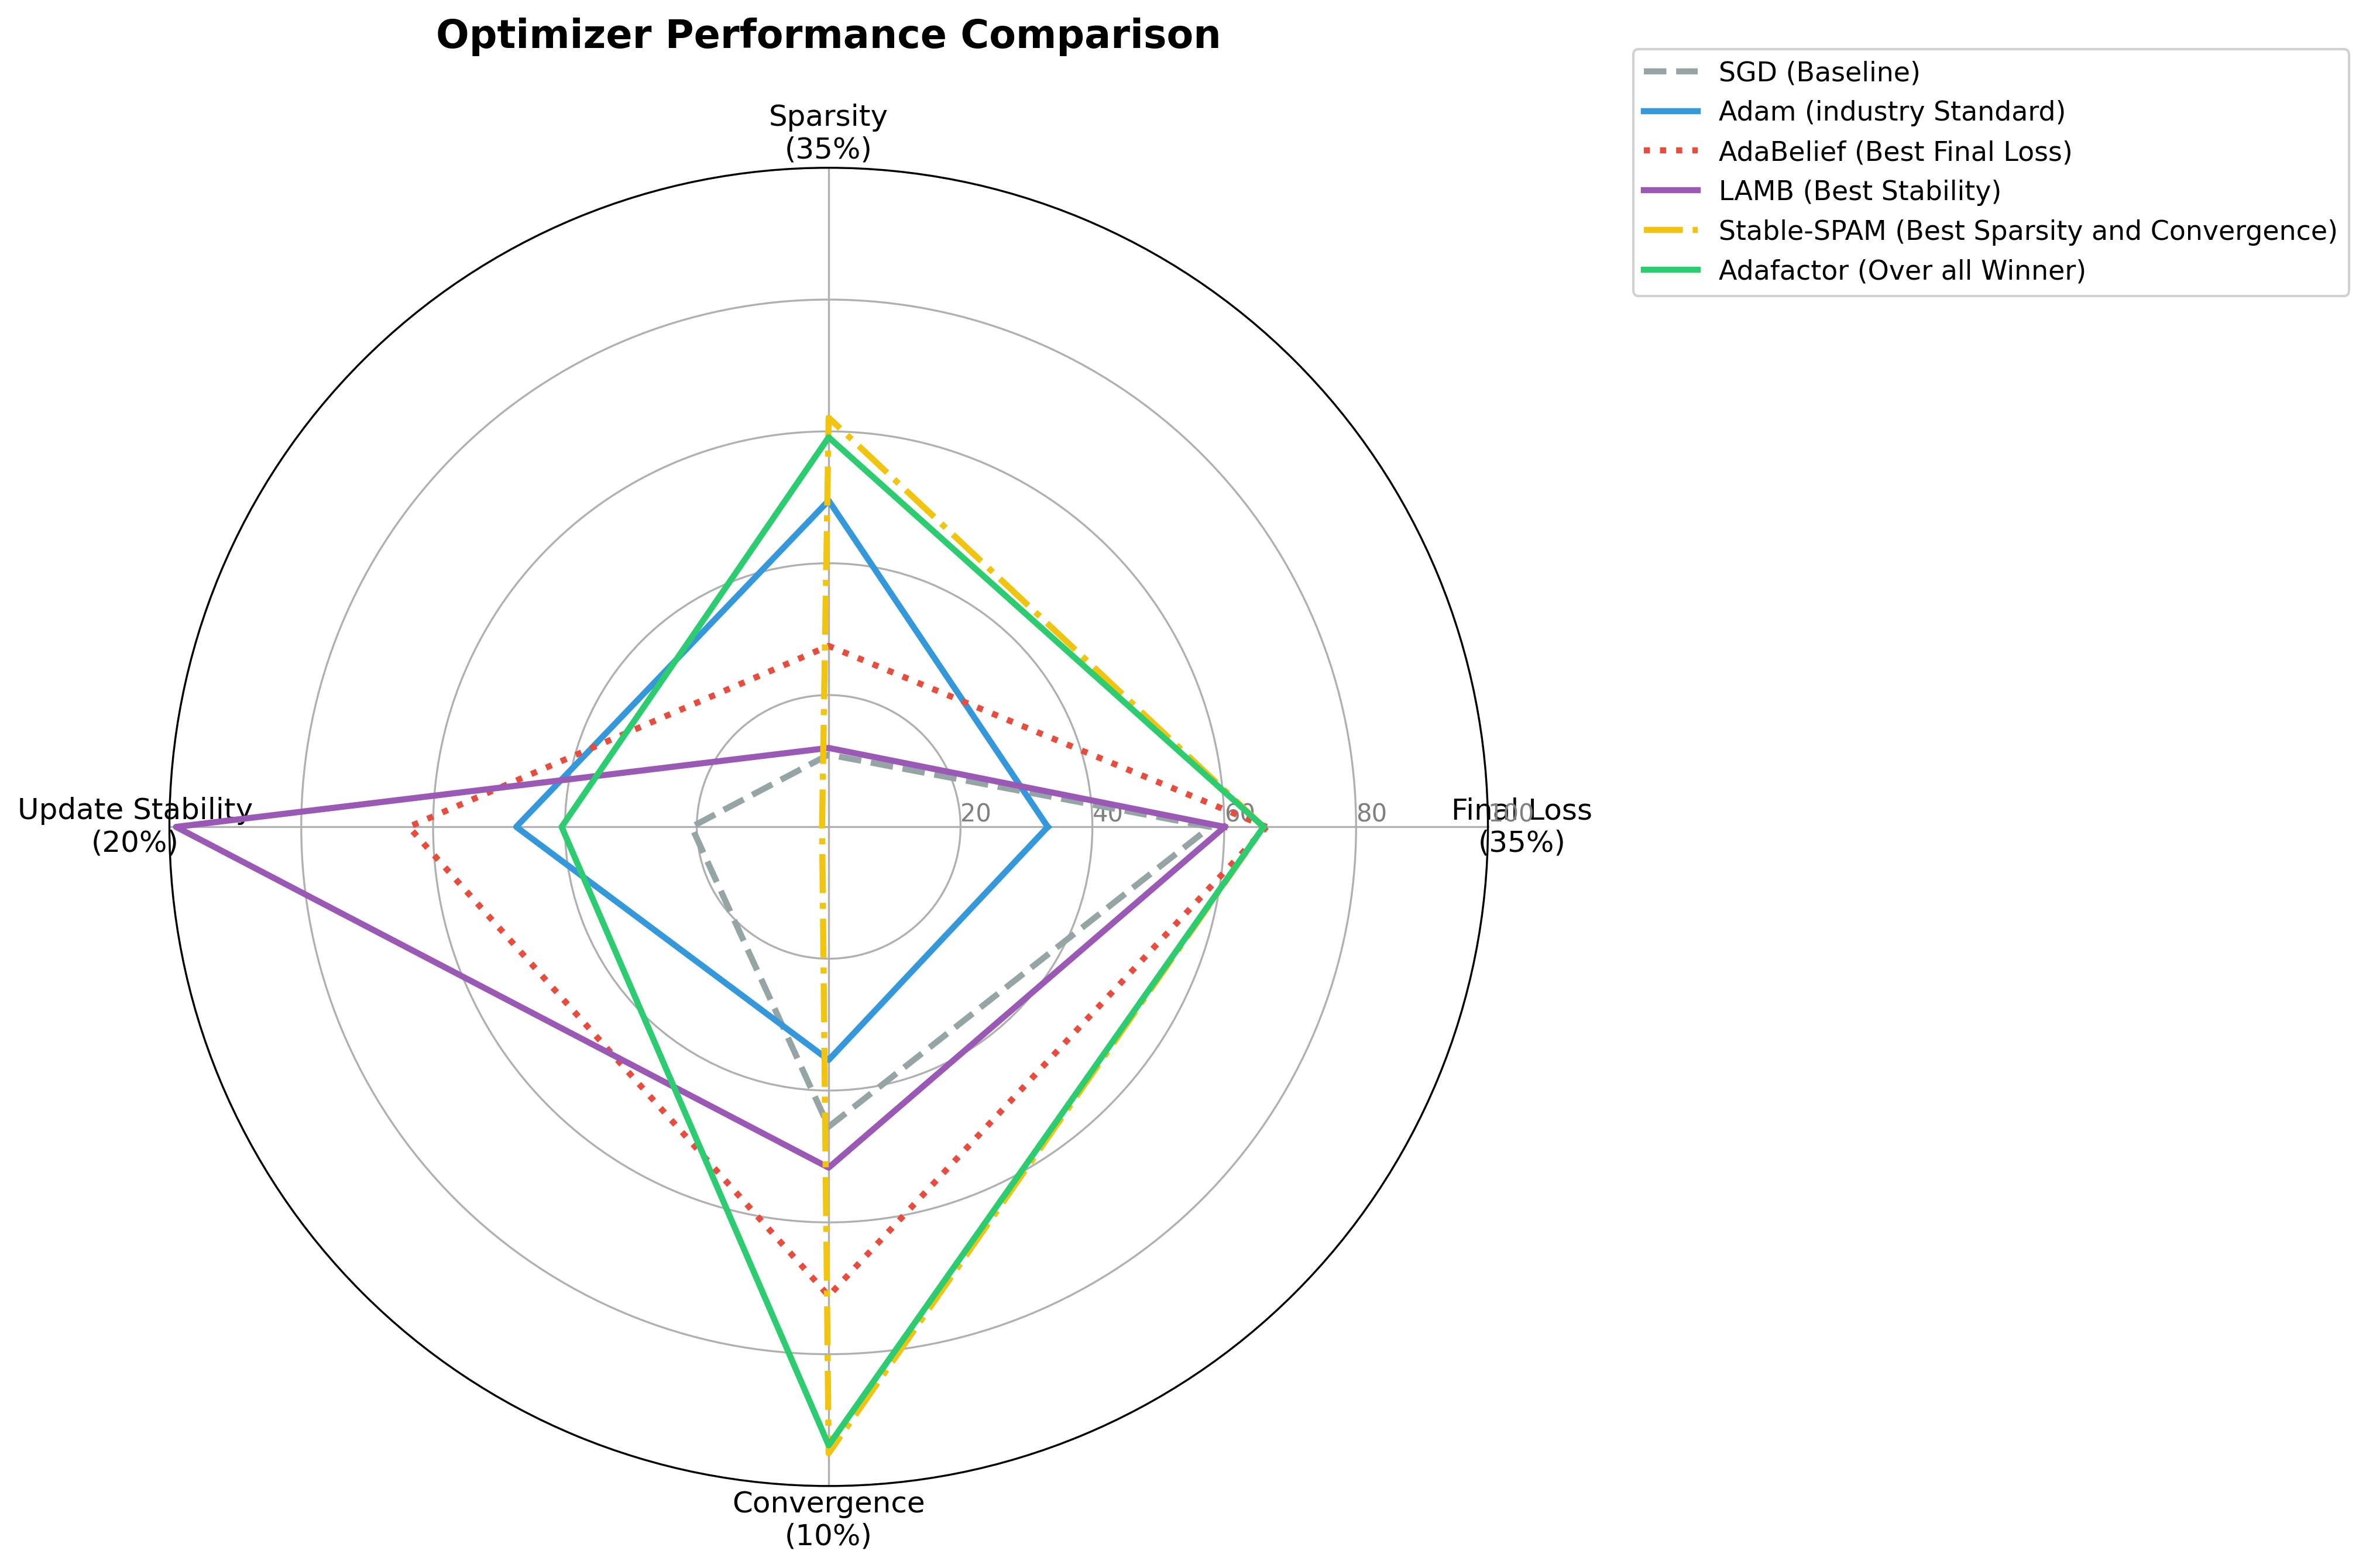 Optimizer Performance Comparison
SGD (Baseline)
Adam (industry Standard)
AdaBelief (Best Final Loss)
LAMB (Best Stability)
Stable-SPAM (Best Sparsity and Convergence)
Adafactor (Over all Winner)
Sparsity
(35%)
Update Stability
(20%)
20
40
60
80
100
Final Loss
(35%)
Convergence
(10%)